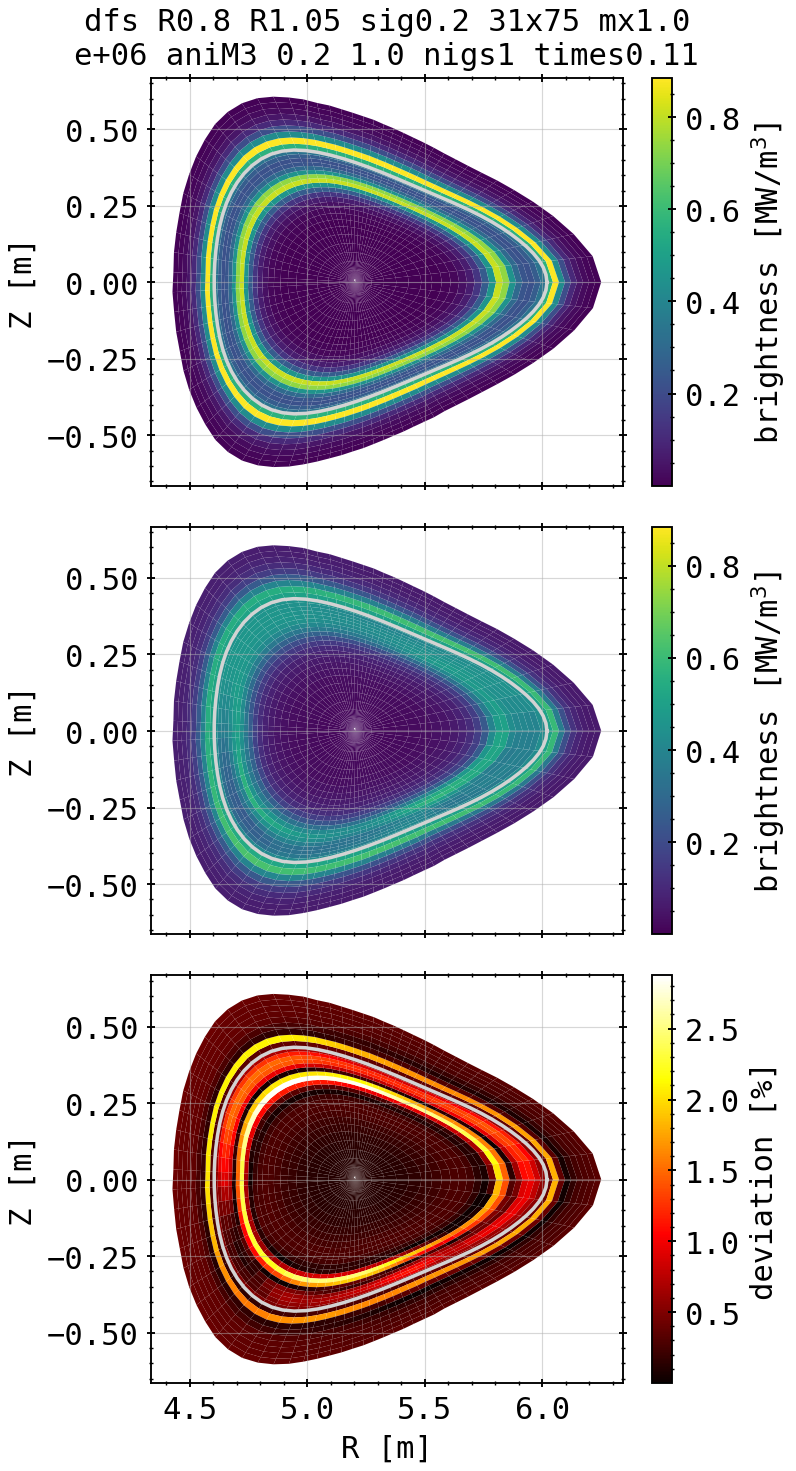 dfs R0.8 R1.05 sig0.2 31x75 mx1.0
e+06 aniM3 0.2 1.0 nigs1 times0.11
0.50
0.25
0.00
−0.25
−0.50
Z [m]
0.8
0.6
0.4
0.2
brightness [MW/m³]
0.50
0.25
0.00
−0.25
−0.50
Z [m]
0.8
0.6
0.4
0.2
brightness [MW/m³]
0.50
0.25
0.00
−0.25
−0.50
Z [m]
2.5
2.0
1.5
1.0
0.5
deviation [%]
4.5 5.0 5.5 6.0
R [m]